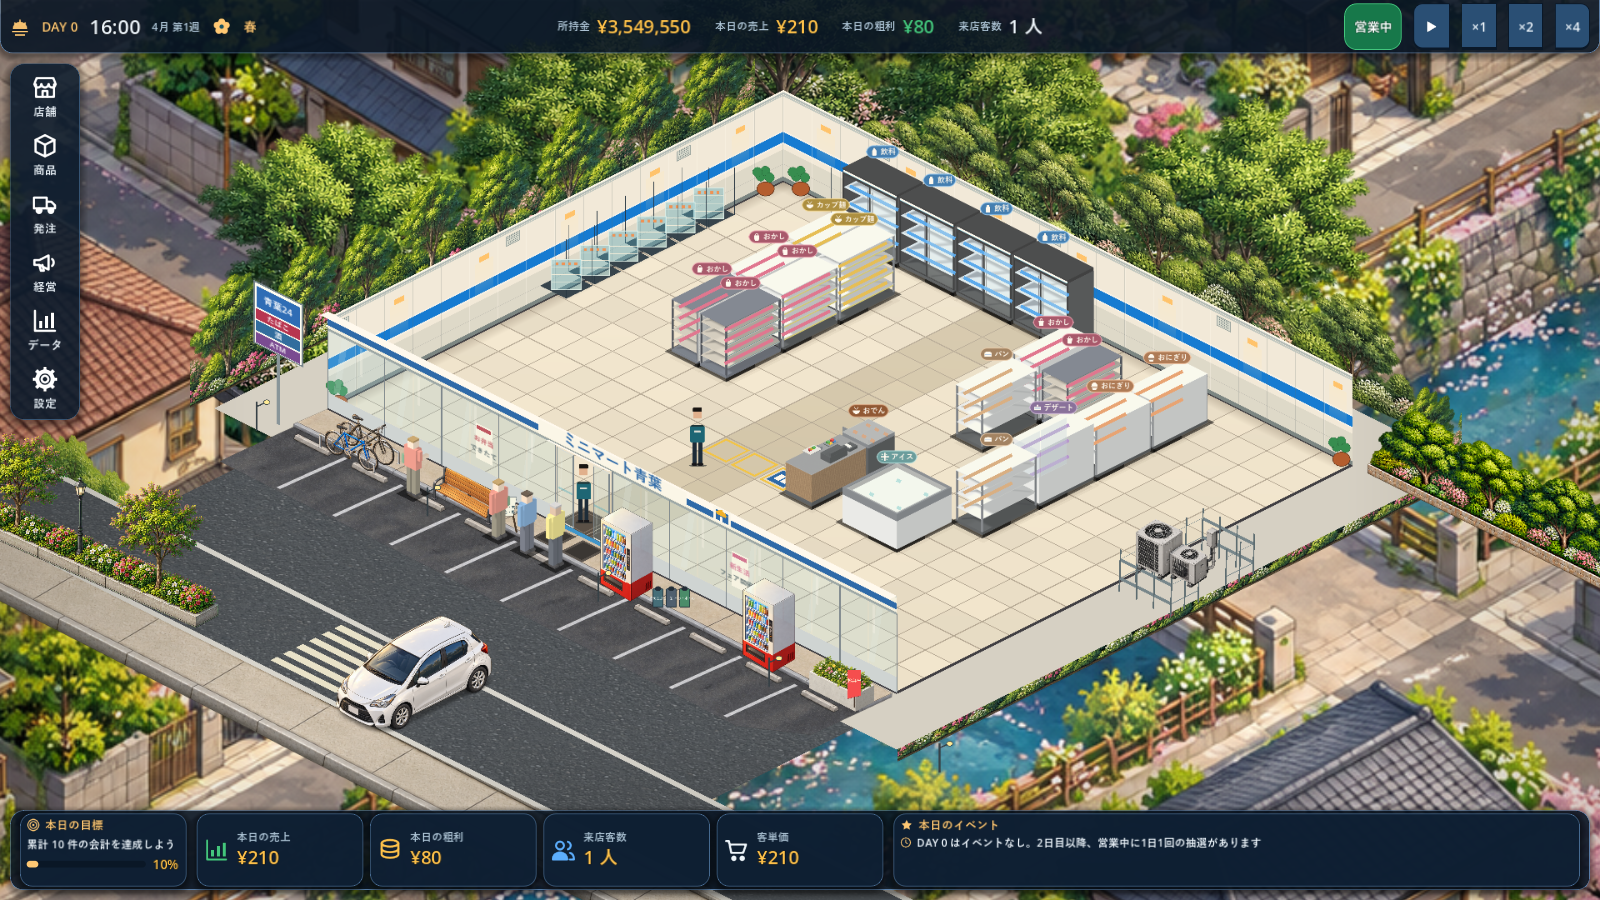 DAY 0 16:00 4月 第1週 春
所持金 ¥3,549,550 本日の売上 ¥210 本日の粗利 ¥80 来店客数 1 人
営業中 ×1 ×2 ×4
店舗
商品
発注
経営
データ
設定
飲料
飲料
飲料
飲料
カップ麺
カップ麺
おかし
おかし
おかし
おかし
おかし
おかし
パン
おにぎり
おにぎり
デザート
おでん
パン
アイス
青葉24
たばこ
酒
ATM
ミニマート青葉
本日の目標
累計 10 件の会計を達成しよう
10%
本日の売上
¥210
本日の粗利
¥80
来店客数
1 人
客単価
¥210
本日のイベント
DAY 0 はイベントなし。2日目以降、営業中に1日1回の抽選があります